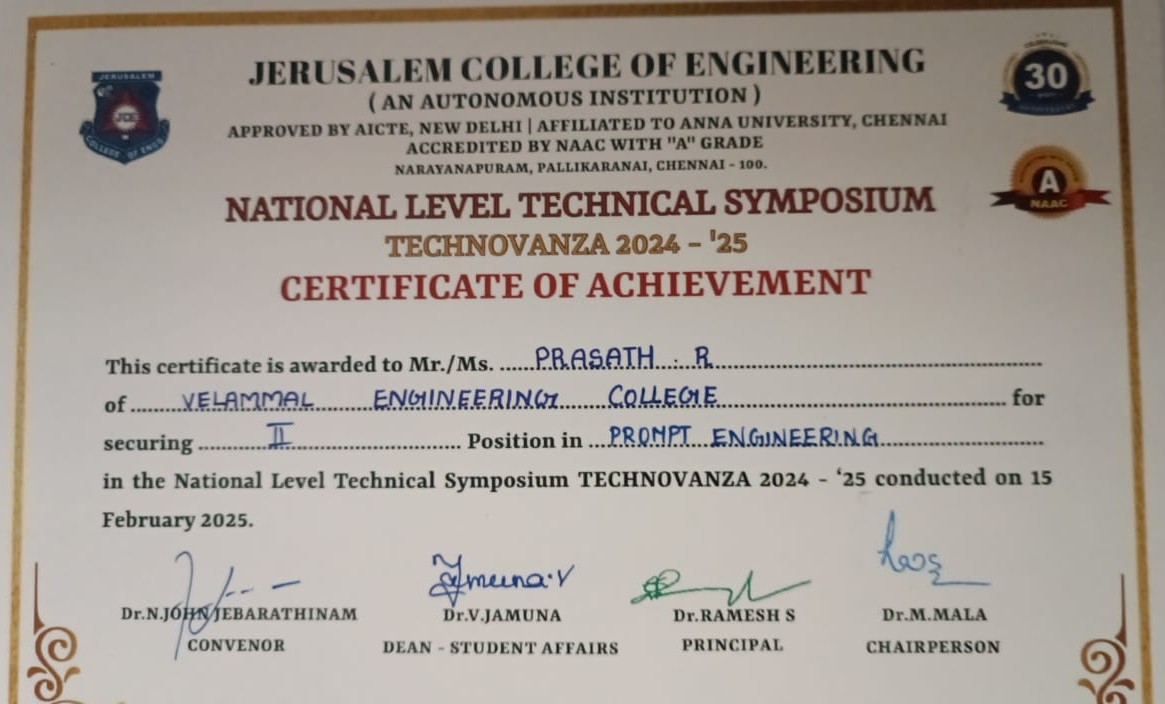 JERUSALEM COLLEGE OF ENGINEERING
( AN AUTONOMOUS INSTITUTION )
APPROVED BY AICTE, NEW DELHI | AFFILIATED TO ANNA UNIVERSITY, CHENNAI
ACCREDITED BY NAAC WITH "A" GRADE
NARAYANAPURAM, PALLIKARANAI, CHENNAI - 100.
JERUSALEM
JCE
COLLEGE OF ENGG
30
A
NAAC
NATIONAL LEVEL TECHNICAL SYMPOSIUM
TECHNOVANZA 2024 - '25
CERTIFICATE OF ACHIEVEMENT
This certificate is awarded to Mr./Ms. PRASATH . R
of VELAMMAL ENGINEERING COLLEGE for
securing II Position in PROMPT ENGINEERING
in the National Level Technical Symposium TECHNOVANZA 2024 - '25 conducted on 15
February 2025.
Jamuna.V
Dr.N.JOHN JEBARATHINAM Dr.V.JAMUNA Dr.RAMESH S Dr.M.MALA
CONVENOR DEAN - STUDENT AFFAIRS PRINCIPAL CHAIRPERSON